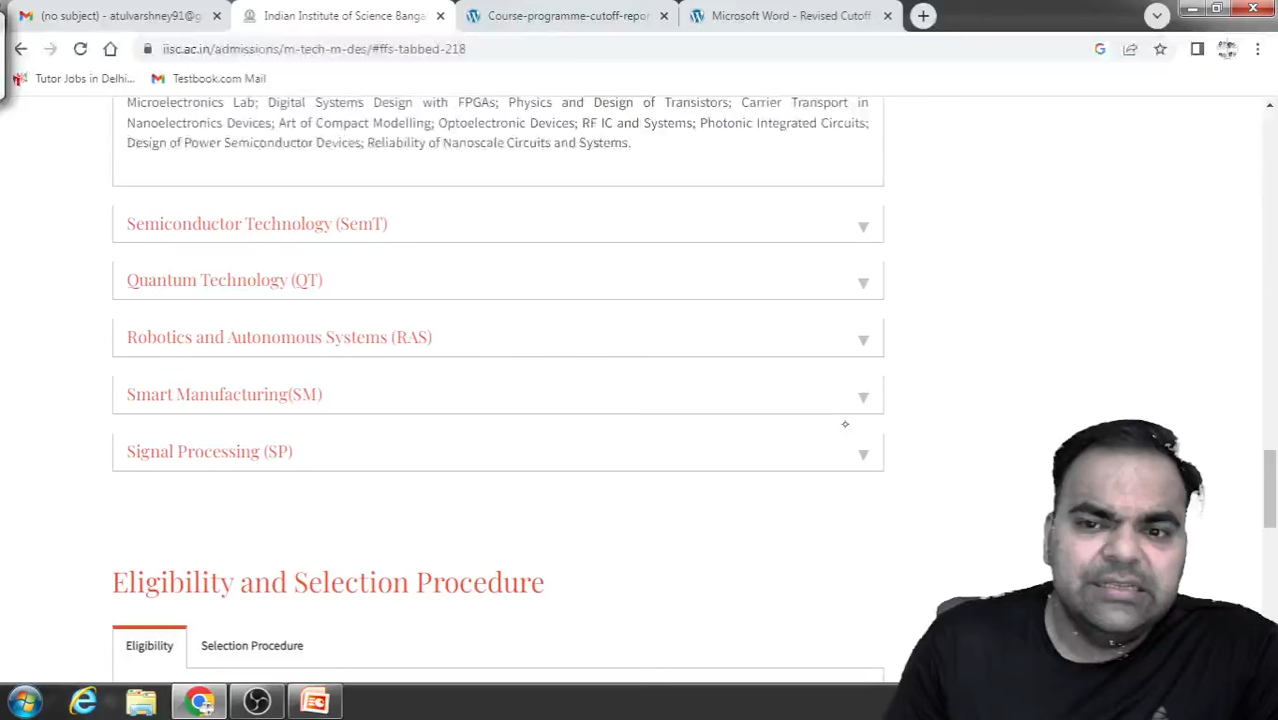 (no subject) - atulvarshney91@g
Indian Institute of Science Banga
Course-programme-cutoff-repor
Microsoft Word - Revised Cutoff
iisc.ac.in/admissions/m-tech-m-des/#ffs-tabbed-218
Tutor Jobs in Delhi...
Testbook.com Mail
Microelectronics Lab; Digital Systems Design with FPGAs; Physics and Design of Transistors; Carrier Transport in
Nanoelectronics Devices; Art of Compact Modelling; Optoelectronic Devices; RF IC and Systems; Photonic Integrated Circuits;
Design of Power Semiconductor Devices; Reliability of Nanoscale Circuits and Systems.
Semiconductor Technology (SemT)
Quantum Technology (QT)
Robotics and Autonomous Systems (RAS)
Smart Manufacturing(SM)
Signal Processing (SP)
Eligibility and Selection Procedure
Eligibility
Selection Procedure